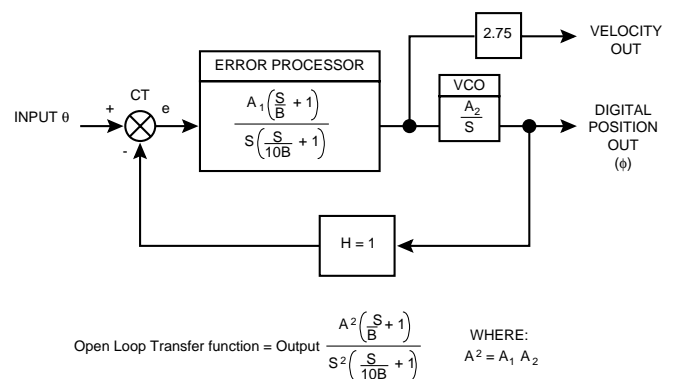 2.75
VELOCITY
OUT
ERROR PROCESSOR
A₁(S/B + 1)
S(S/10B + 1)
VCO
A₂
S
CT
INPUT θ
+
e
-
DIGITAL
POSITION
OUT
(ϕ)
H = 1
Open Loop Transfer function = Output A²(S/B + 1) / S²(S/10B + 1)
WHERE:
A² = A₁ A₂